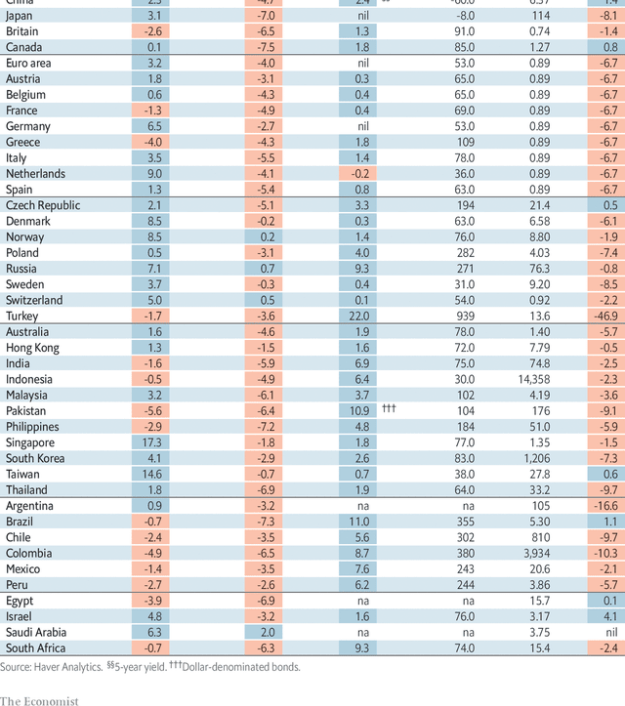 China 2.3 -4.7 2.4 §§ 1.4
Japan 3.1 -7.0 nil -8.0 114 -8.1
Britain -2.6 -6.5 1.3 91.0 0.74 -1.4
Canada 0.1 -7.5 1.8 85.0 1.27 0.8
Euro area 3.2 -4.0 nil 53.0 0.89 -6.7
Austria 1.8 -3.1 0.3 65.0 0.89 -6.7
Belgium 0.6 -4.3 0.4 65.0 0.89 -6.7
France -1.3 -4.9 0.4 69.0 0.89 -6.7
Germany 6.5 -2.7 nil 53.0 0.89 -6.7
Greece -4.0 -4.3 1.8 109 0.89 -6.7
Italy 3.5 -5.5 1.4 78.0 0.89 -6.7
Netherlands 9.0 -4.1 -0.2 36.0 0.89 -6.7
Spain 1.3 -5.4 0.8 63.0 0.89 -6.7
Czech Republic 2.1 -5.1 3.3 194 21.4 0.5
Denmark 8.5 -0.2 0.3 63.0 6.58 -6.1
Norway 8.5 0.2 1.4 76.0 8.80 -1.9
Poland 0.5 -3.1 4.0 282 4.03 -7.4
Russia 7.1 0.7 9.3 271 76.3 -0.8
Sweden 3.7 -0.3 0.4 31.0 9.20 -8.5
Switzerland 5.0 0.5 0.1 54.0 0.92 -2.2
Turkey -1.7 -3.6 22.0 939 13.6 -46.9
Australia 1.6 -4.6 1.9 78.0 1.40 -5.7
Hong Kong 1.3 -1.5 1.6 72.0 7.79 -0.5
India -1.6 -5.9 6.9 75.0 74.8 -2.5
Indonesia -0.5 -4.9 6.4 30.0 14,358 -2.3
Malaysia 3.2 -6.1 3.7 102 4.19 -3.6
Pakistan -5.6 -6.4 10.9 ††† 104 176 -9.1
Philippines -2.9 -7.2 4.8 184 51.0 -5.9
Singapore 17.3 -1.8 1.8 77.0 1.35 -1.5
South Korea 4.1 -2.9 2.6 83.0 1,206 -7.3
Taiwan 14.6 -0.7 0.7 38.0 27.8 0.6
Thailand 1.8 -6.9 1.9 64.0 33.2 -9.7
Argentina 0.9 -3.2 na na 105 -16.6
Brazil -0.7 -7.3 11.0 355 5.30 1.1
Chile -2.4 -3.5 5.6 302 810 -9.7
Colombia -4.9 -6.5 8.7 380 3,934 -10.3
Mexico -1.4 -3.5 7.6 243 20.6 -2.1
Peru -2.7 -2.6 6.2 244 3.86 -5.7
Egypt -3.9 -6.9 na na 15.7 0.1
Israel 4.8 -3.2 1.6 76.0 3.17 4.1
Saudi Arabia 6.3 2.0 na na 3.75 nil
South Africa -0.7 -6.3 9.3 74.0 15.4 -2.4
Source: Haver Analytics. §§5-year yield. †††Dollar-denominated bonds.
The Economist